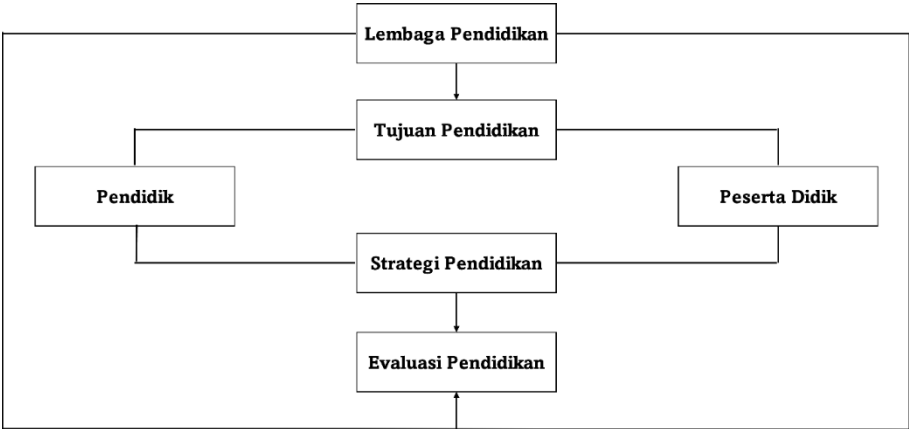 Lembaga Pendidikan
Tujuan Pendidikan
Pendidik
Peserta Didik
Strategi Pendidikan
Evaluasi Pendidikan